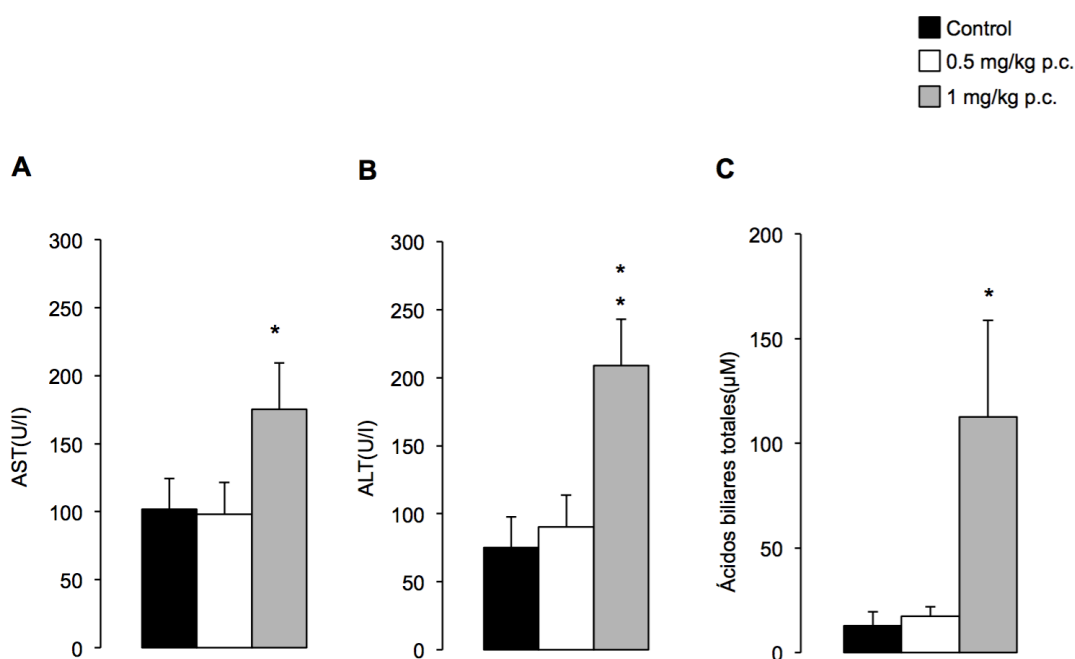 Control
0.5 mg/kg p.c.
1 mg/kg p.c.
A
B
C
300
250
200
150
100
50
0
AST(U/I)
*
300
250
200
150
100
50
0
ALT(U/I)
*
*
200
150
100
50
0
Ácidos biliares totales(µM)
*